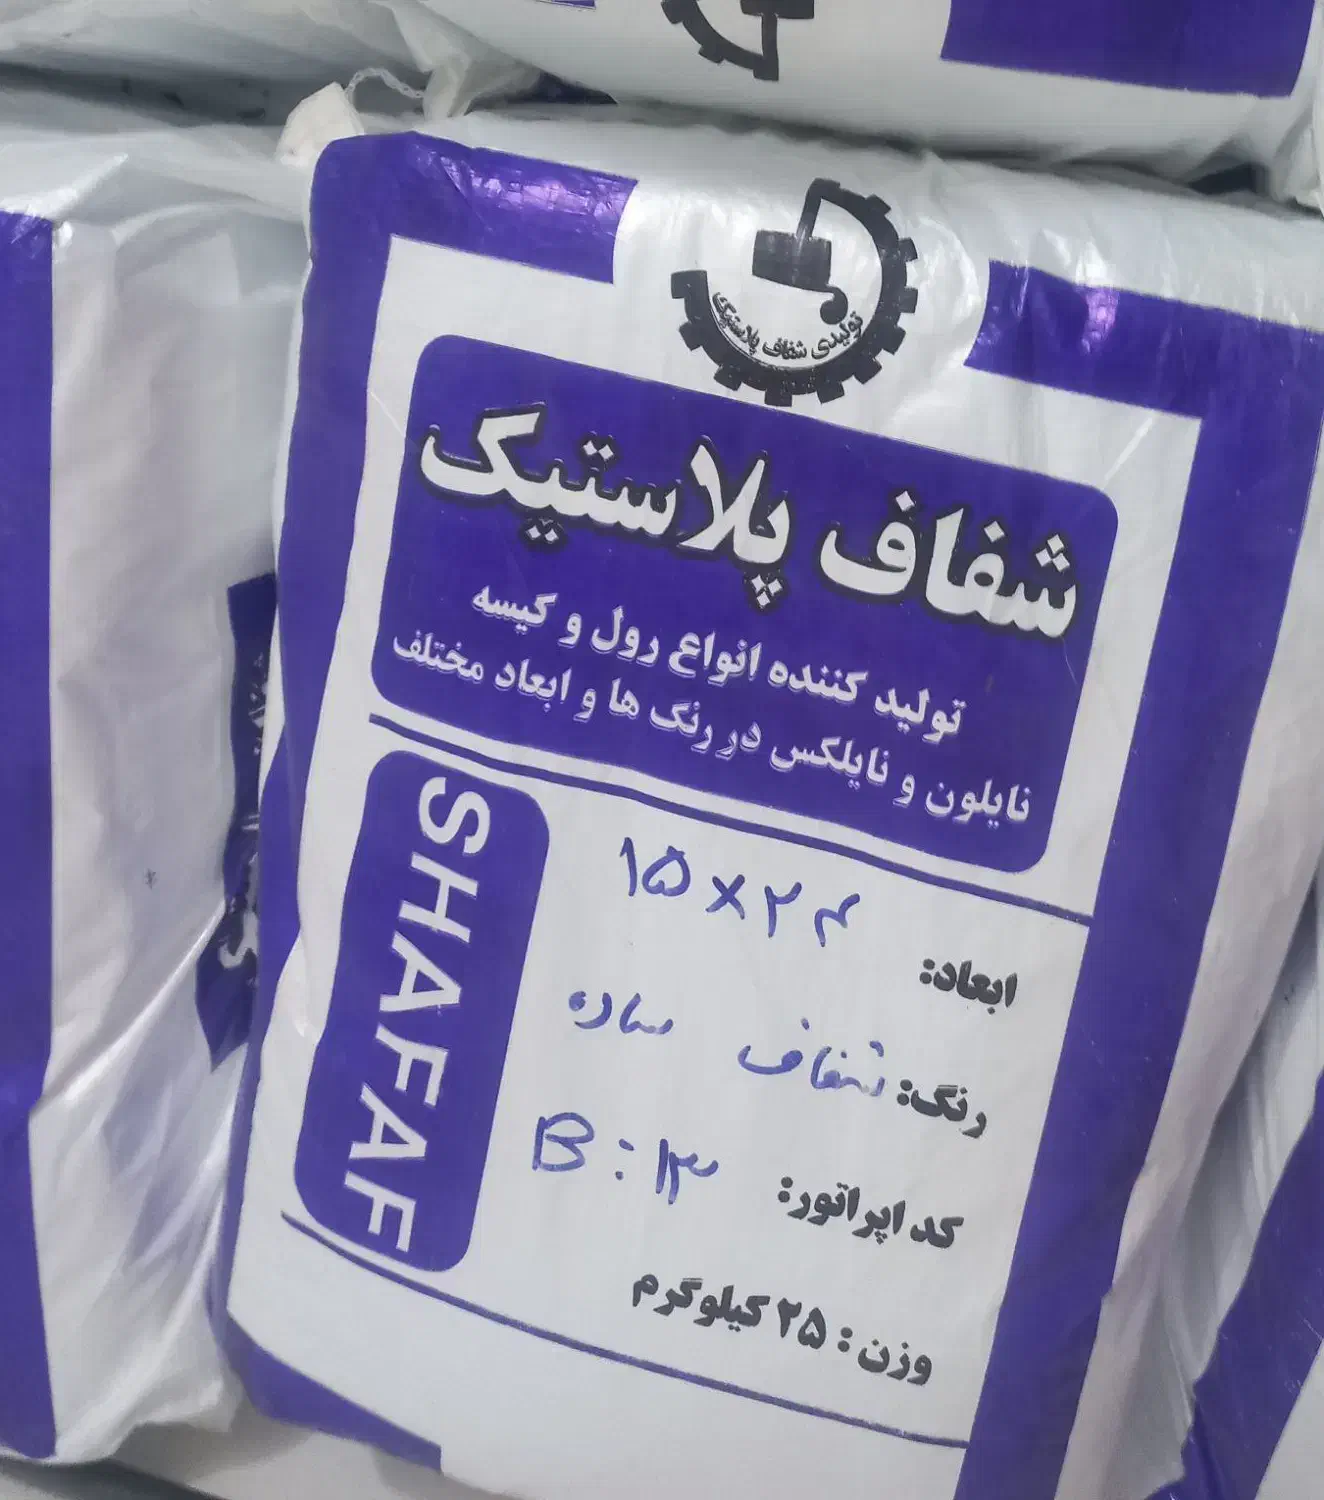 تولیدی شفاف پلاستیک
شفاف پلاستیک
تولید کننده انواع رول و کیسه
نایلون و نایلکس در رنگ ها و ابعاد مختلف
SHAFAF
ابعاد: ۱۵×۲۴
رنگ: شفاف ساده
کد اپراتور: B : ۱۳
وزن : ۲۵ کیلوگرم